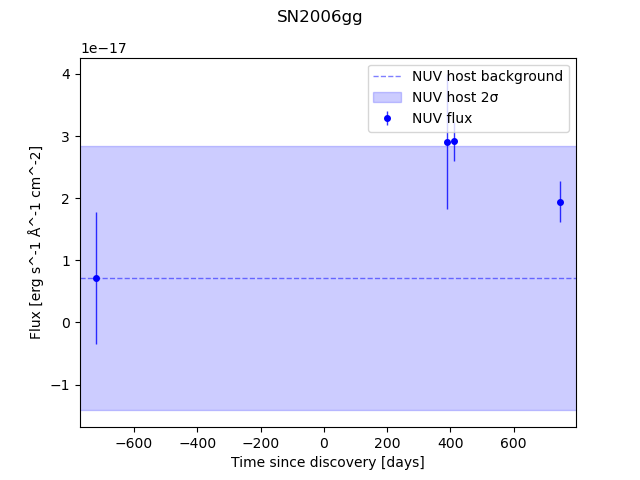 SN2006gg
1e−17
NUV host background
NUV host 2σ
NUV flux
4
3
2
1
0
−1
Flux [erg s^-1 Å^-1 cm^-2]
−600 −400 −200 0 200 400 600
Time since discovery [days]